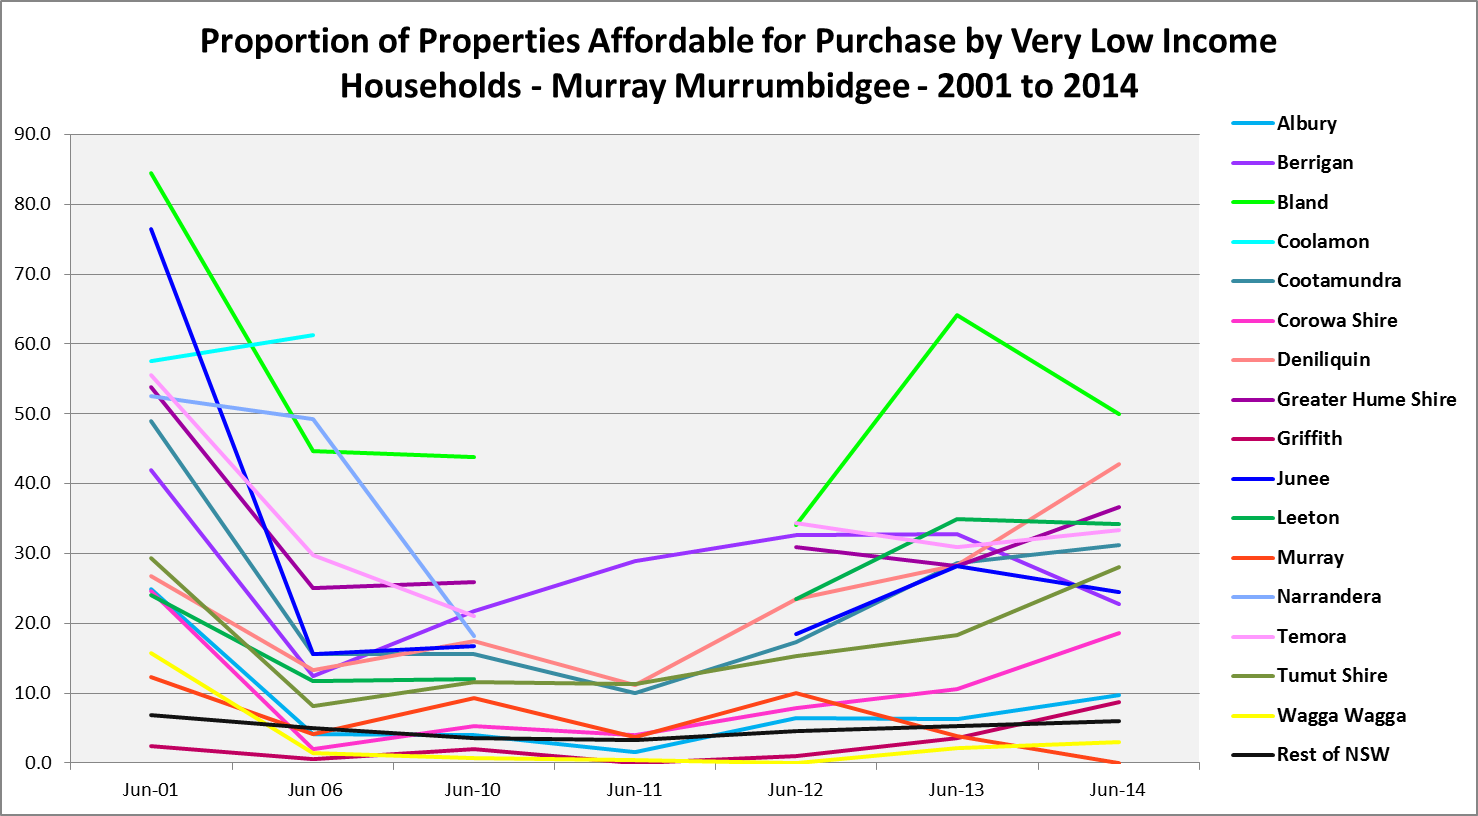 Proportion of Properties Affordable for Purchase by Very Low Income
Households - Murray Murrumbidgee - 2001 to 2014
90.0
80.0
70.0
60.0
50.0
40.0
30.0
20.0
10.0
0.0
Jun-01
Jun 06
Jun-10
Jun-11
Jun-12
Jun-13
Jun-14
Albury
Berrigan
Bland
Coolamon
Cootamundra
Corowa Shire
Deniliquin
Greater Hume Shire
Griffith
Junee
Leeton
Murray
Narrandera
Temora
Tumut Shire
Wagga Wagga
Rest of NSW